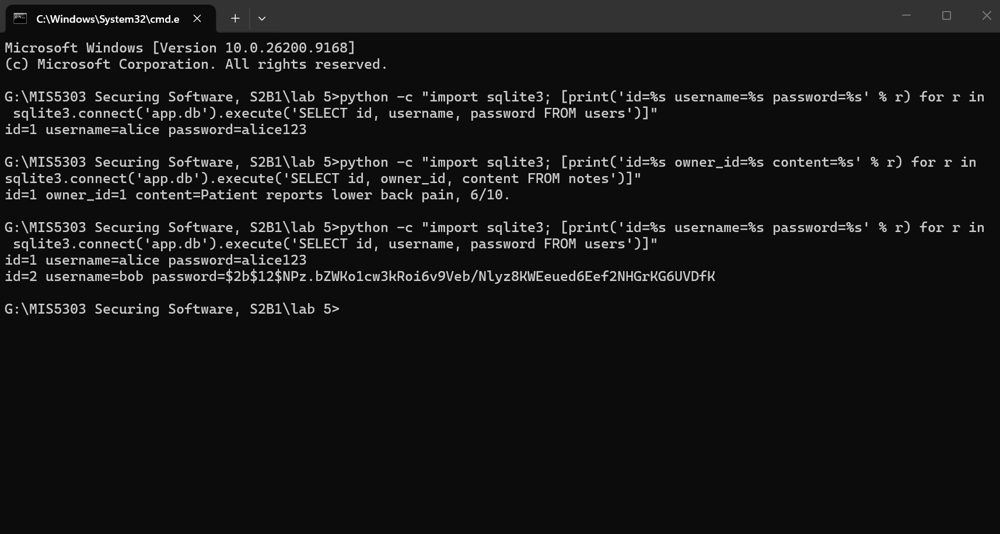 C:\Windows\System32\cmd.e
Microsoft Windows [Version 10.0.26200.9168]
(c) Microsoft Corporation. All rights reserved.
G:\MIS5303 Securing Software, S2B1\lab 5>python -c "import sqlite3; [print('id=%s username=%s password=%s' % r) for r in
 sqlite3.connect('app.db').execute('SELECT id, username, password FROM users')]"
id=1 username=alice password=alice123
G:\MIS5303 Securing Software, S2B1\lab 5>python -c "import sqlite3; [print('id=%s owner_id=%s content=%s' % r) for r in
sqlite3.connect('app.db').execute('SELECT id, owner_id, content FROM notes')]"
id=1 owner_id=1 content=Patient reports lower back pain, 6/10.
G:\MIS5303 Securing Software, S2B1\lab 5>python -c "import sqlite3; [print('id=%s username=%s password=%s' % r) for r in
 sqlite3.connect('app.db').execute('SELECT id, username, password FROM users')]"
id=1 username=alice password=alice123
id=2 username=bob password=$2b$12$NPz.bZWKo1cw3kRoi6v9Veb/Nlyz8KWEeued6Eef2NHGrKG6UVDfK
G:\MIS5303 Securing Software, S2B1\lab 5>